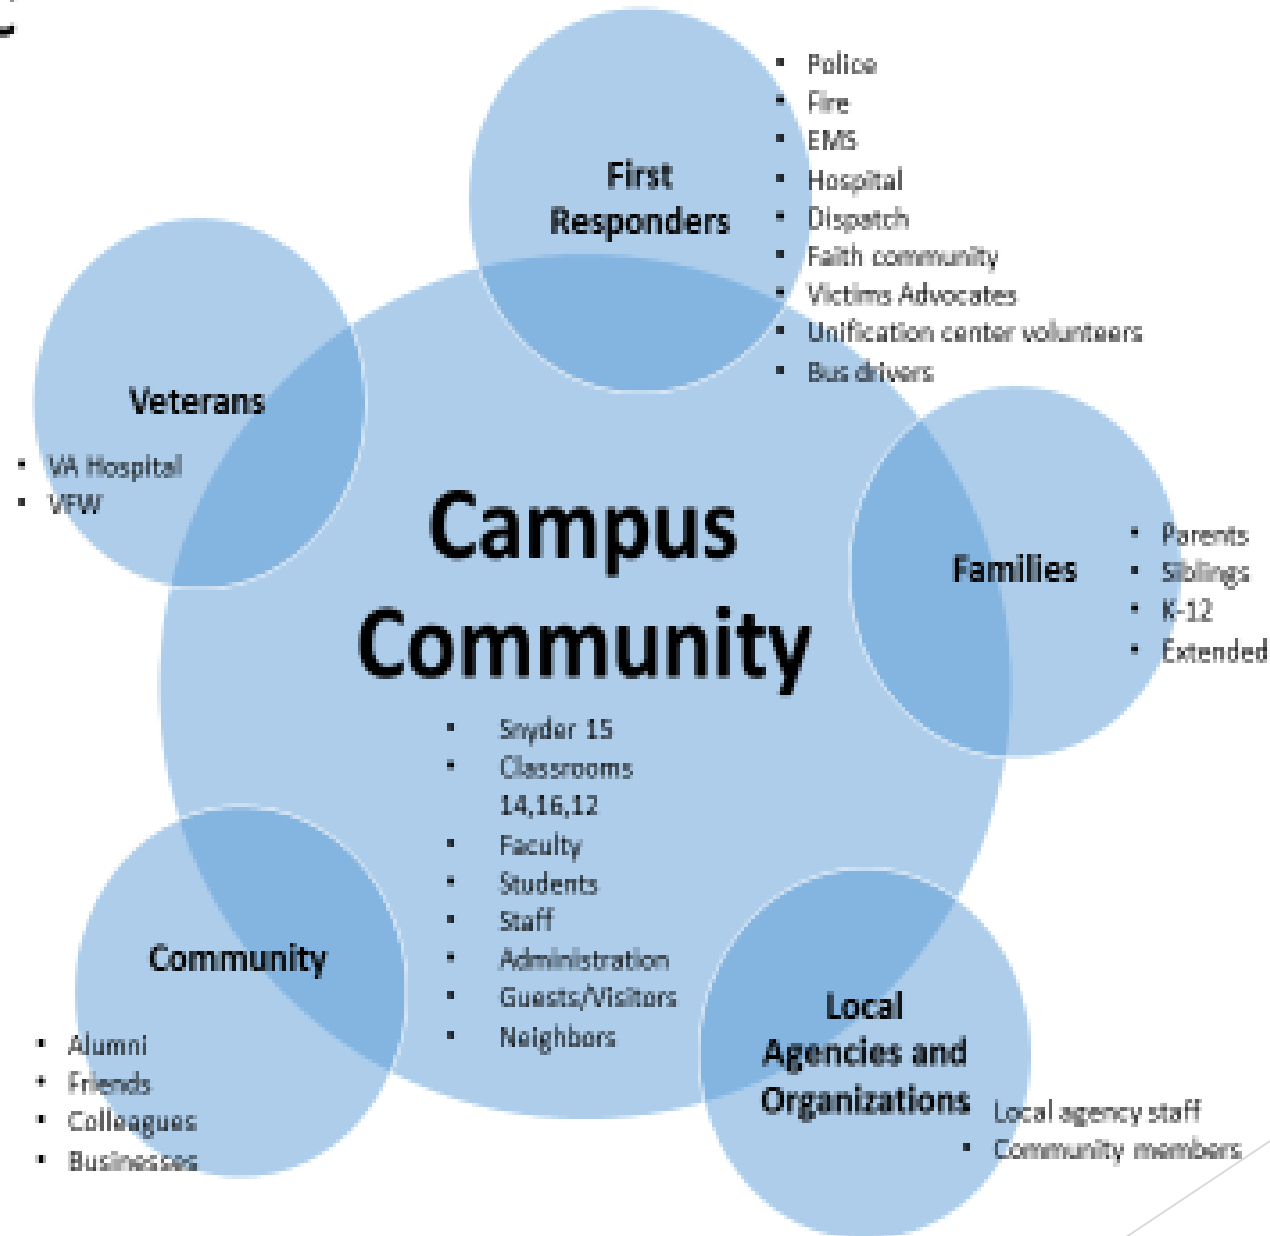 First
Responders
• Police
• Fire
• EMS
• Hospital
• Dispatch
• Faith community
• Victims Advocates
• Unification center volunteers
• Bus drivers
Veterans
• VA Hospital
• VFW
Campus
Community
• Snyder 15
• Classrooms
14,16,12
• Faculty
• Students
• Staff
• Administration
• Guests/Visitors
• Neighbors
Families
• Parents
• Siblings
• K-12
• Extended
Community
• Alumni
• Friends
• Colleagues
• Businesses
Local
Agencies and
Organizations
Local agency staff
• Community members